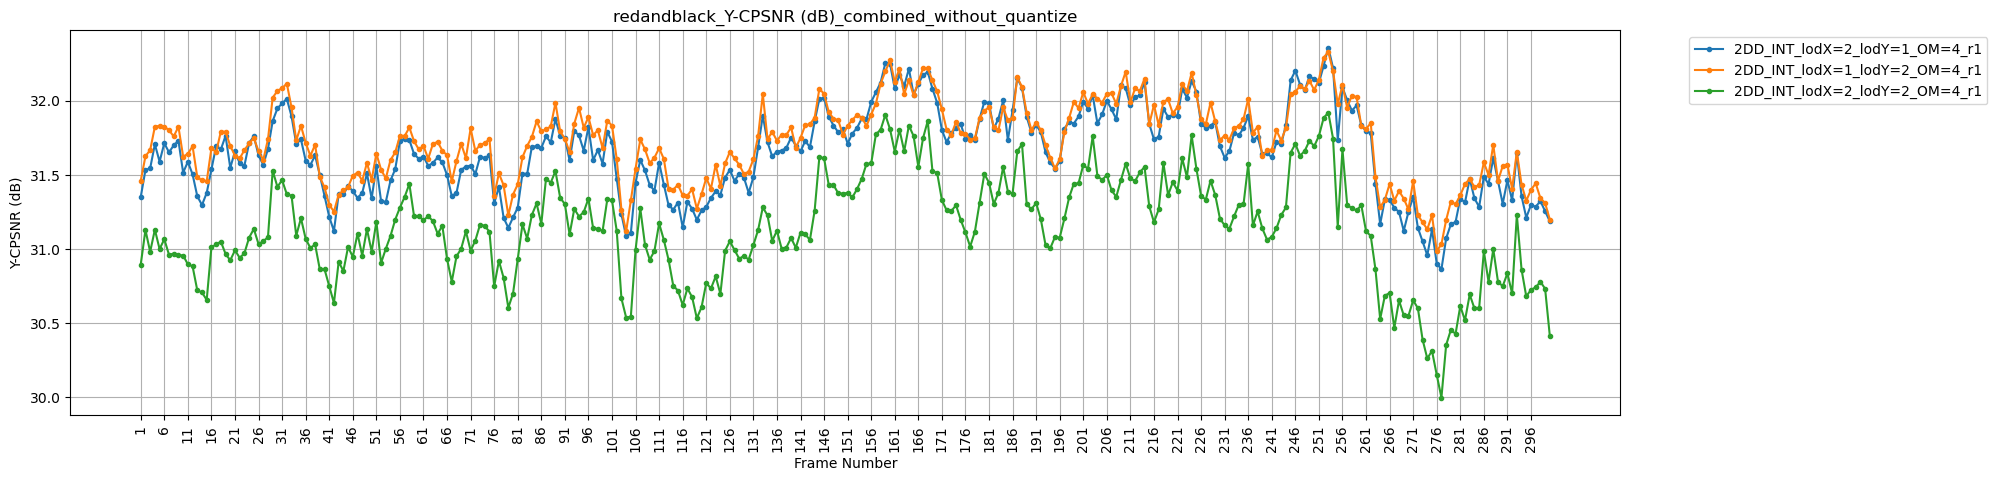 redandblack_Y-CPSNR (dB)_combined_without_quantize
2DD_INT_lodX=2_lodY=1_OM=4_r1
2DD_INT_lodX=1_lodY=2_OM=4_r1
2DD_INT_lodX=2_lodY=2_OM=4_r1
Y-CPSNR (dB)
32.0
31.5
31.0
30.5
30.0
1 6 11 16 21 26 31 36 41 46 51 56 61 66 71 76 81 86 91 96 101 106 111 116 121 126 131 136 141 146 151 156 161 166 171 176 181 186 191 196 201 206 211 216 221 226 231 236 241 246 251 256 261 266 271 276 281 286 291 296
Frame Number